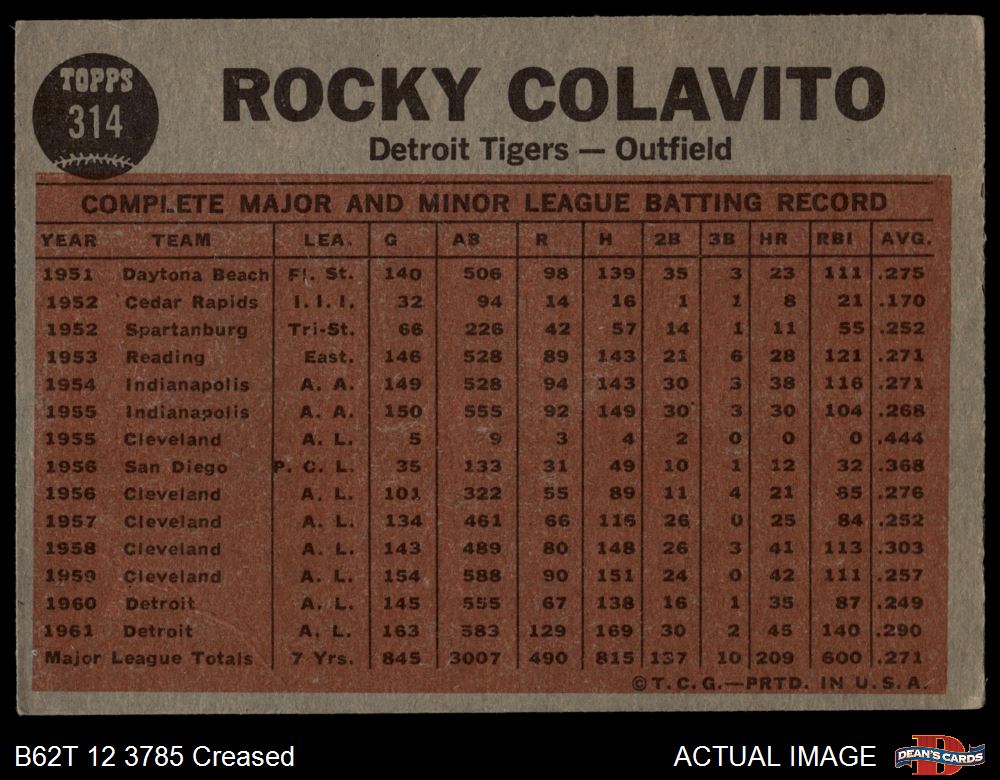 TOPPS
314
ROCKY COLAVITO
Detroit Tigers — Outfield
COMPLETE MAJOR AND MINOR LEAGUE BATTING RECORD
YEAR TEAM LEA. G AB R H 2B 3B HR RBI AVG.
1951 Daytona Beach Fl. St. 140 506 98 139 35 3 23 111 .275
1952 Cedar Rapids I. I. I. 32 94 14 16 1 1 8 21 .170
1952 Spartanburg Tri-St. 66 226 42 57 14 1 11 55 .252
1953 Reading East. 146 528 89 143 21 6 28 121 .271
1954 Indianapolis A. A. 149 528 94 143 30 3 38 116 .271
1955 Indianapolis A. A. 150 555 92 149 30 3 30 104 .268
1955 Cleveland A. L. 5 9 3 4 2 0 0 0 .444
1956 San Diego P. C. L. 35 133 31 49 10 1 12 32 .368
1956 Cleveland A. L. 101 322 55 89 11 4 21 65 .276
1957 Cleveland A. L. 134 461 66 116 26 0 25 84 .252
1958 Cleveland A. L. 143 489 80 148 26 3 41 113 .303
1959 Cleveland A. L. 154 588 90 151 24 0 42 111 .257
1960 Detroit A. L. 145 555 67 138 16 1 35 87 .249
1961 Detroit A. L. 163 583 129 169 30 2 45 140 .290
Major League Totals 7 Yrs. 845 3007 490 815 137 10 209 600 .271
© T. C. G.—PRTD. IN U. S. A.
B62T 12 3785 Creased ACTUAL IMAGE DEAN'S CARDS